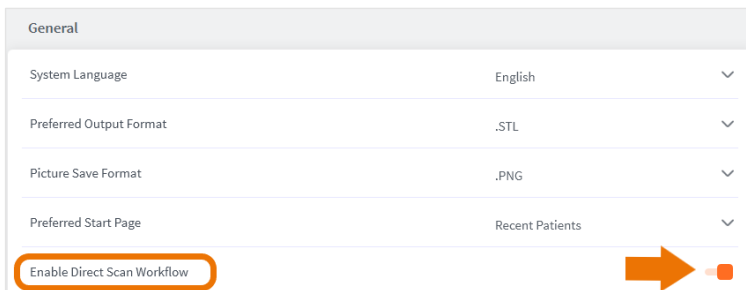 General
System Language English
Preferred Output Format .STL
Picture Save Format .PNG
Preferred Start Page Recent Patients
Enable Direct Scan Workflow